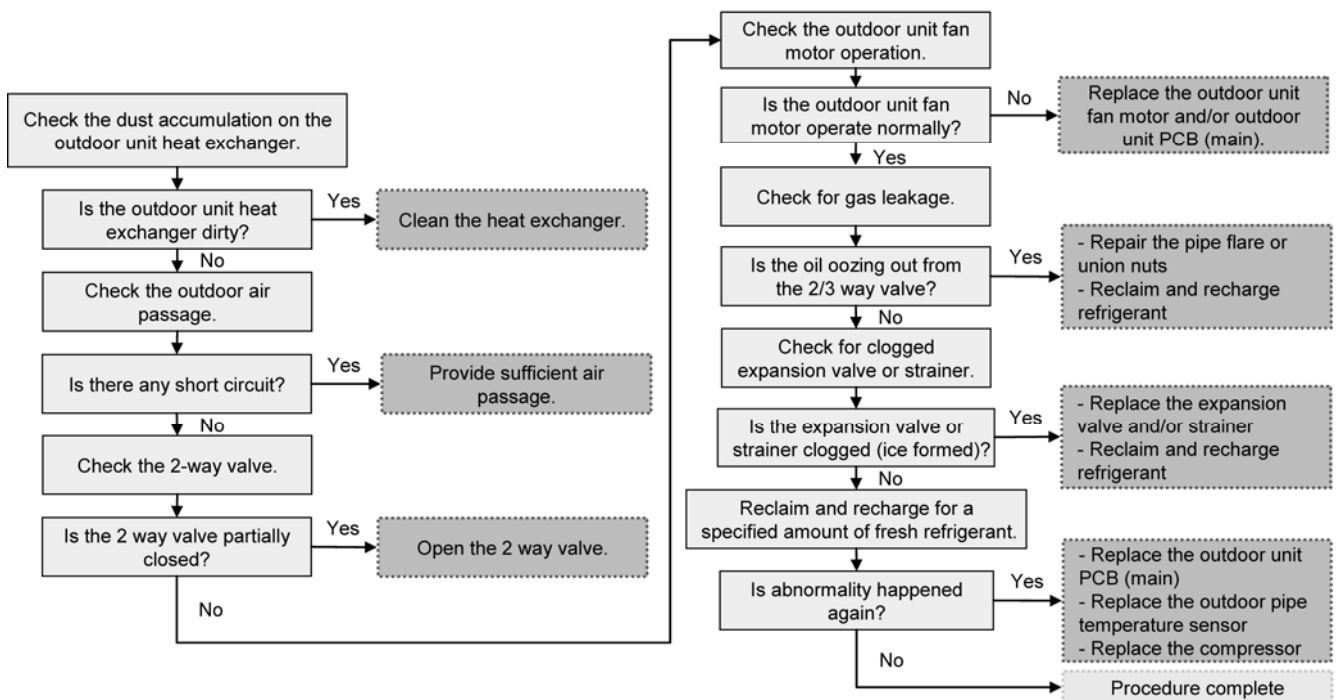 Check the dust accumulation on the
outdoor unit heat exchanger.
Is the outdoor unit heat
exchanger dirty?
Yes
Clean the heat exchanger.
No
Check the outdoor air
passage.
Is there any short circuit?
Yes
Provide sufficient air
passage.
No
Check the 2-way valve.
Is the 2 way valve partially
closed?
Yes
Open the 2 way valve.
No
Check the outdoor unit fan
motor operation.
Is the outdoor unit fan
motor operate normally?
No
Replace the outdoor unit
fan motor and/or outdoor
unit PCB (main).
Yes
Check for gas leakage.
Is the oil oozing out from
the 2/3 way valve?
Yes
- Repair the pipe flare or
union nuts
- Reclaim and recharge
refrigerant
No
Check for clogged
expansion valve or strainer.
Is the expansion valve or
strainer clogged (ice formed)?
Yes
- Replace the expansion
valve and/or strainer
- Reclaim and recharge
refrigerant
No
Reclaim and recharge for a
specified amount of fresh refrigerant.
Is abnormality happened
again?
Yes
- Replace the outdoor unit
PCB (main)
- Replace the outdoor pipe
temperature sensor
- Replace the compressor
No
Procedure complete